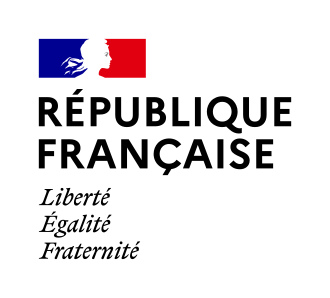 RÉPUBLIQUE
FRANÇAISE
Liberté
Égalité
Fraternité